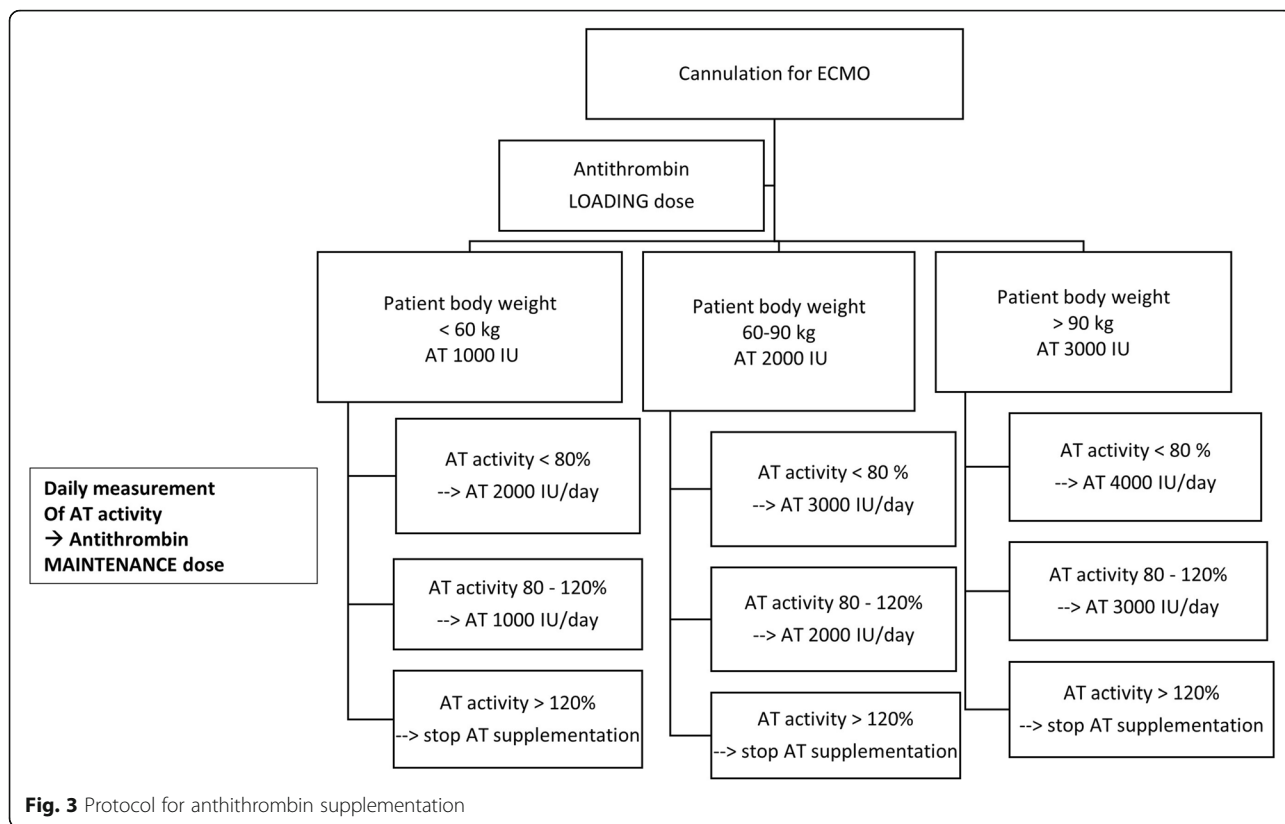 Cannulation for ECMO
Antithrombin
LOADING dose
Patient body weight
< 60 kg
AT 1000 IU
Patient body weight
60-90 kg
AT 2000 IU
Patient body weight
> 90 kg
AT 3000 IU
Daily measurement
Of AT activity
→ Antithrombin
MAINTENANCE dose
AT activity < 80%
--> AT 2000 IU/day
AT activity 80 - 120%
--> AT 1000 IU/day
AT activity > 120%
--> stop AT supplementation
AT activity < 80 %
--> AT 3000 IU/day
AT activity 80 - 120%
--> AT 2000 IU/day
AT activity > 120%
--> stop AT supplementation
AT activity < 80 %
--> AT 4000 IU/day
AT activity 80 - 120%
--> AT 3000 IU/day
AT activity > 120%
--> stop AT supplementation
Fig. 3 Protocol for anthithrombin supplementation